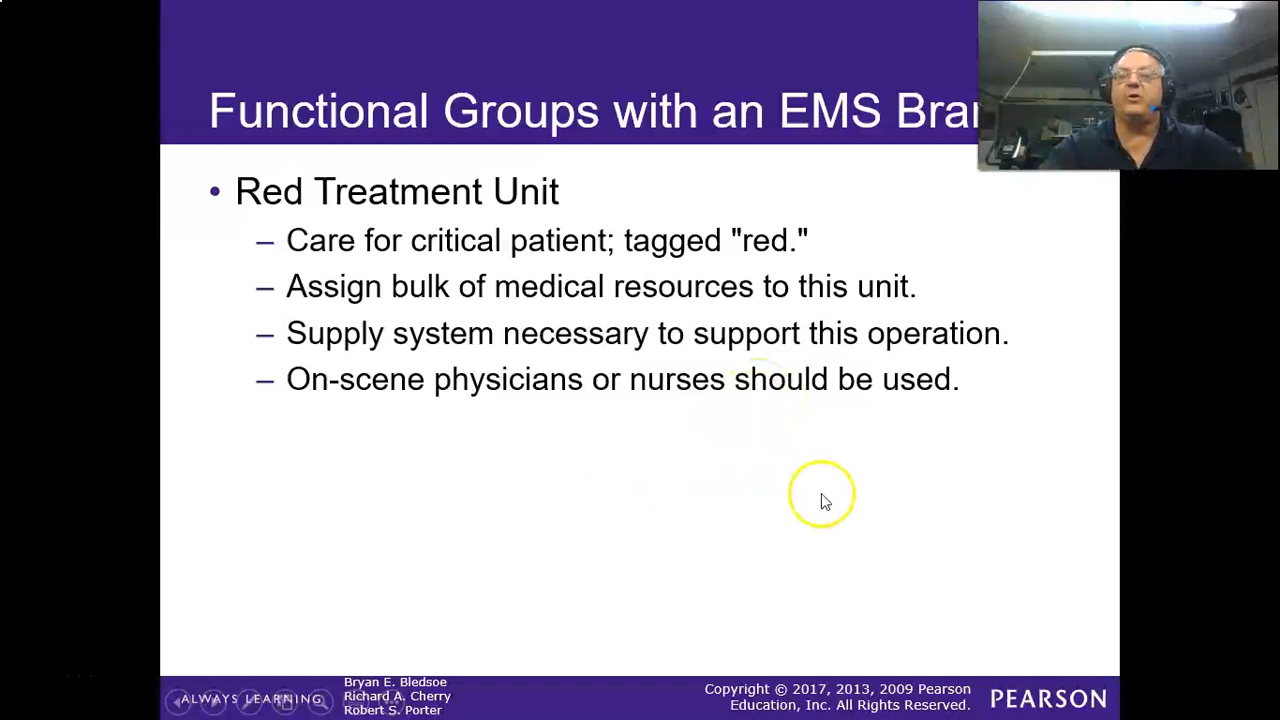 Functional Groups with an EMS
• Red Treatment Unit
– Care for critical patient; tagged "red."
– Assign bulk of medical resources to this unit.
– Supply system necessary to support this operation.
– On-scene physicians or nurses should be used.
ALWAYS LEARNING
Bryan E. Bledsoe
Richard A. Cherry
Robert S. Porter
Copyright © 2017, 2013, 2009 Pearson
Education, Inc. All Rights Reserved.
PEARSON